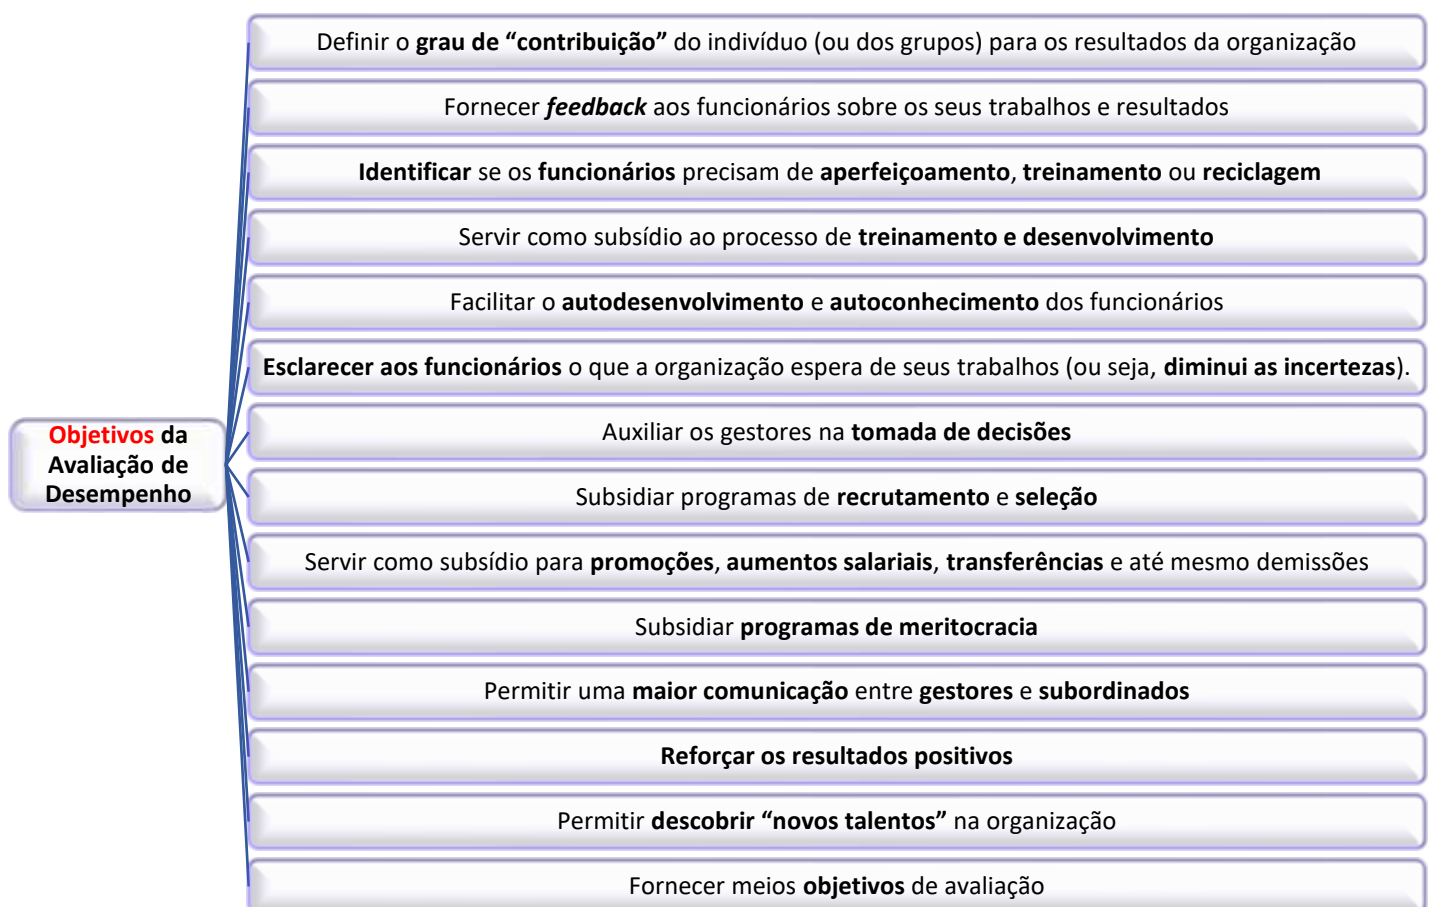 Definir o grau de “contribuição” do indivíduo (ou dos grupos) para os resultados da organização
Fornecer feedback aos funcionários sobre os seus trabalhos e resultados
Identificar se os funcionários precisam de aperfeiçoamento, treinamento ou reciclagem
Servir como subsídio ao processo de treinamento e desenvolvimento
Facilitar o autodesenvolvimento e autoconhecimento dos funcionários
Esclarecer aos funcionários o que a organização espera de seus trabalhos (ou seja, diminui as incertezas).
Objetivos da
Avaliação de
Desempenho
Auxiliar os gestores na tomada de decisões
Subsidiar programas de recrutamento e seleção
Servir como subsídio para promoções, aumentos salariais, transferências e até mesmo demissões
Subsidiar programas de meritocracia
Permitir uma maior comunicação entre gestores e subordinados
Reforçar os resultados positivos
Permitir descobrir “novos talentos” na organização
Fornecer meios objetivos de avaliação